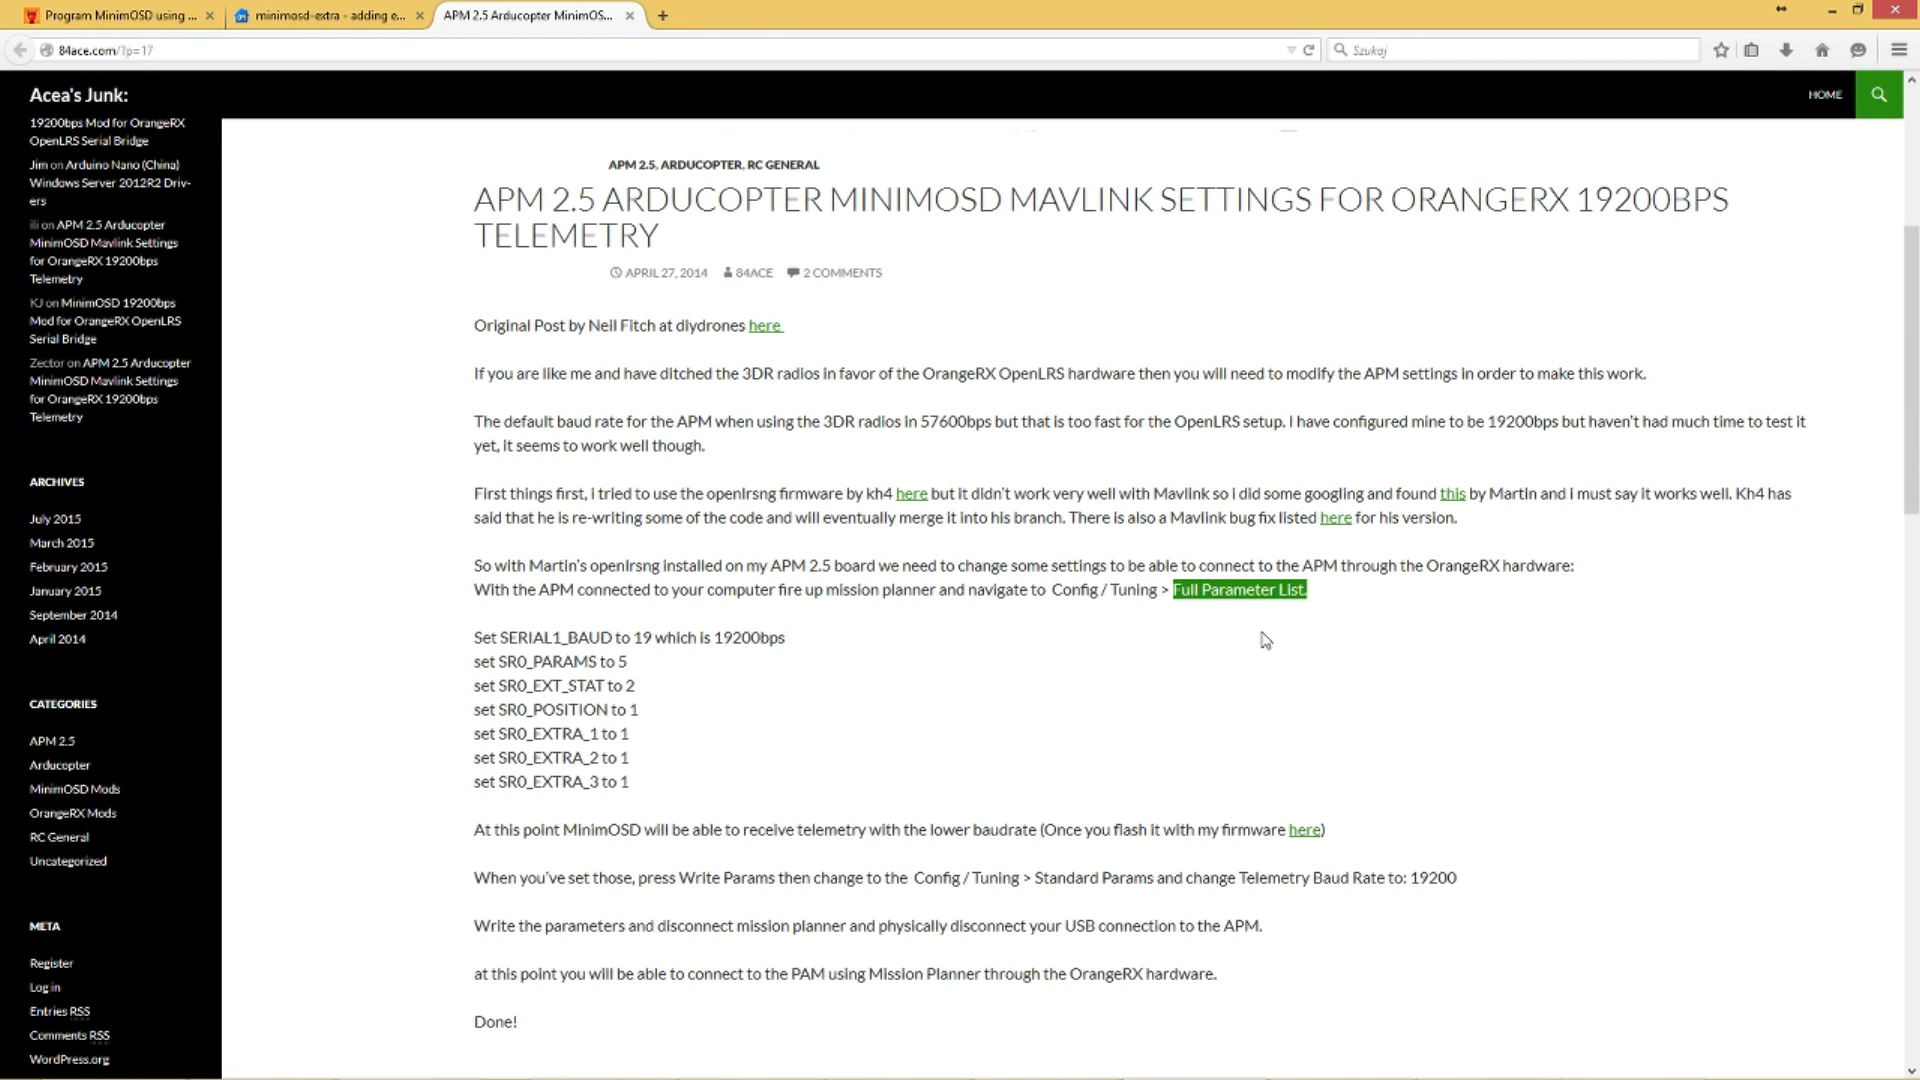 Program MinimOSD using ...
minimosd-extra - adding e...
APM 2.5 Arducopter MinimOS...
84ace.com/?p=17
Szukaj
Acea's Junk:
HOME
19200bps Mod for OrangeRX
OpenLRS Serial Bridge
Jim on Arduino Nano (China)
Windows Server 2012R2 Driv-
ers
ili on APM 2.5 Arducopter
MinimOSD Mavlink Settings
for OrangeRX 19200bps
Telemetry
KJ on MinimOSD 19200bps
Mod for OrangeRX OpenLRS
Serial Bridge
Zector on APM 2.5 Arducopter
MinimOSD Mavlink Settings
for OrangeRX 19200bps
Telemetry
ARCHIVES
July 2015
March 2015
February 2015
January 2015
September 2014
April 2014
CATEGORIES
APM 2.5
Arducopter
MinimOSD Mods
OrangeRX Mods
RC General
Uncategorized
META
Register
Log in
Entries RSS
Comments RSS
WordPress.org
APM 2.5, ARDUCOPTER, RC GENERAL
APM 2.5 ARDUCOPTER MINIMOSD MAVLINK SETTINGS FOR ORANGERX 19200BPS
TELEMETRY
APRIL 27, 2014 84ACE 2 COMMENTS
Original Post by Neil Fitch at diydrones here
If you are like me and have ditched the 3DR radios in favor of the OrangeRX OpenLRS hardware then you will need to modify the APM settings in order to make this work.
The default baud rate for the APM when using the 3DR radios in 57600bps but that is too fast for the OpenLRS setup. I have configured mine to be 19200bps but haven't had much time to test it
yet, it seems to work well though.
First things first, i tried to use the openlrsng firmware by kh4 here but it didn't work very well with Mavlink so i did some googling and found this by Martin and i must say it works well. Kh4 has
said that he is re-writing some of the code and will eventually merge it into his branch. There is also a Mavlink bug fix listed here for his version.
So with Martin's openlrsng installed on my APM 2.5 board we need to change some settings to be able to connect to the APM through the OrangeRX hardware:
With the APM connected to your computer fire up mission planner and navigate to Config / Tuning > Full Parameter List.
Set SERIAL1_BAUD to 19 which is 19200bps
set SR0_PARAMS to 5
set SR0_EXT_STAT to 2
set SR0_POSITION to 1
set SR0_EXTRA_1 to 1
set SR0_EXTRA_2 to 1
set SR0_EXTRA_3 to 1
At this point MinimOSD will be able to receive telemetry with the lower baudrate (Once you flash it with my firmware here)
When you've set those, press Write Params then change to the Config / Tuning > Standard Params and change Telemetry Baud Rate to: 19200
Write the parameters and disconnect mission planner and physically disconnect your USB connection to the APM.
at this point you will be able to connect to the PAM using Mission Planner through the OrangeRX hardware.
Done!